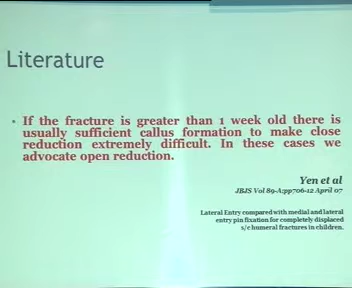 Literature
• If the fracture is greater than 1 week old there is
usually sufficient callus formation to make close
reduction extremely difficult. In these cases we
advocate open reduction.
Yen et al
JBJS Vol 89-A;pp706-12 April 07
Lateral Entry compared with medial and lateral
entry pin fixation for completely displaced
s/c humeral fractures in children.